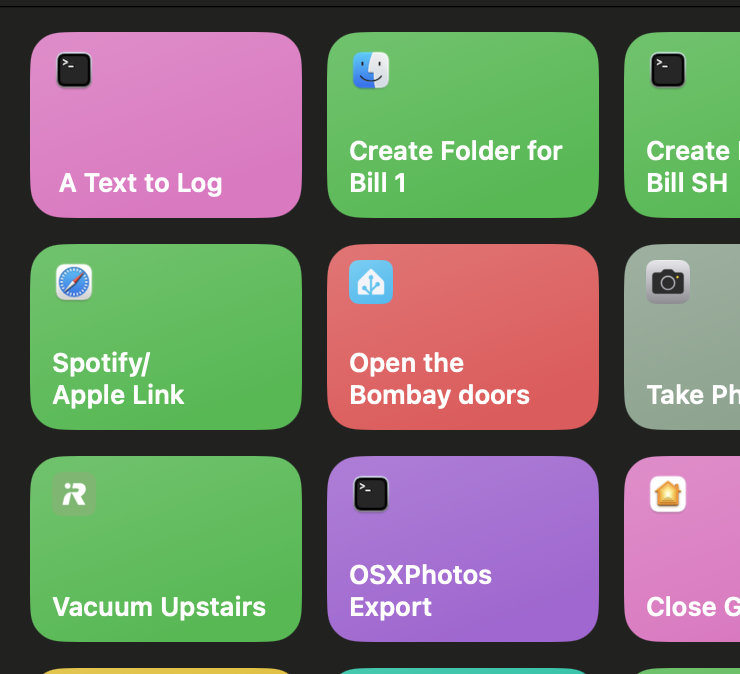 A Text to Log
Create Folder for
Bill 1
Create
Bill SH
Spotify/
Apple Link
Open the
Bombay doors
Take Ph
Vacuum Upstairs
OSXPhotos
Export
Close G